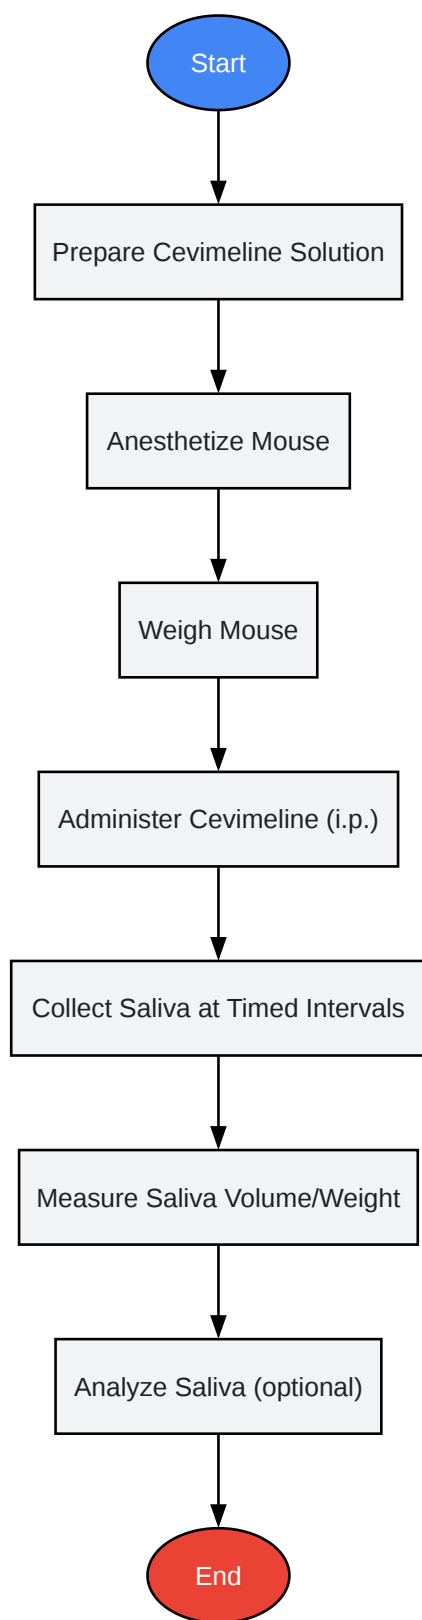 Start
Prepare Cevimeline Solution
Anesthetize Mouse
Weigh Mouse
Administer Cevimeline (i.p.)
Collect Saliva at Timed Intervals
Measure Saliva Volume/Weight
Analyze Saliva (optional)
End